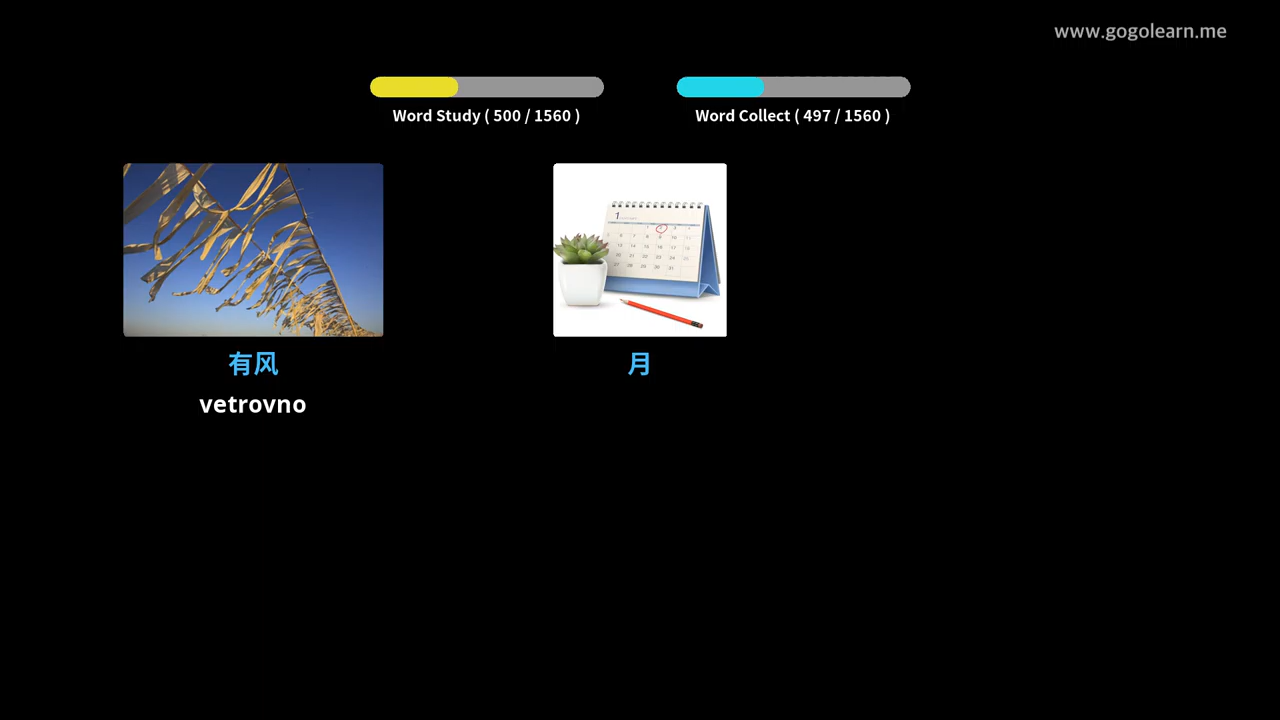 www.gogolearn.me
Word Study ( 500 / 1560 )
Word Collect ( 497 / 1560 )
有风
月
vetrovno